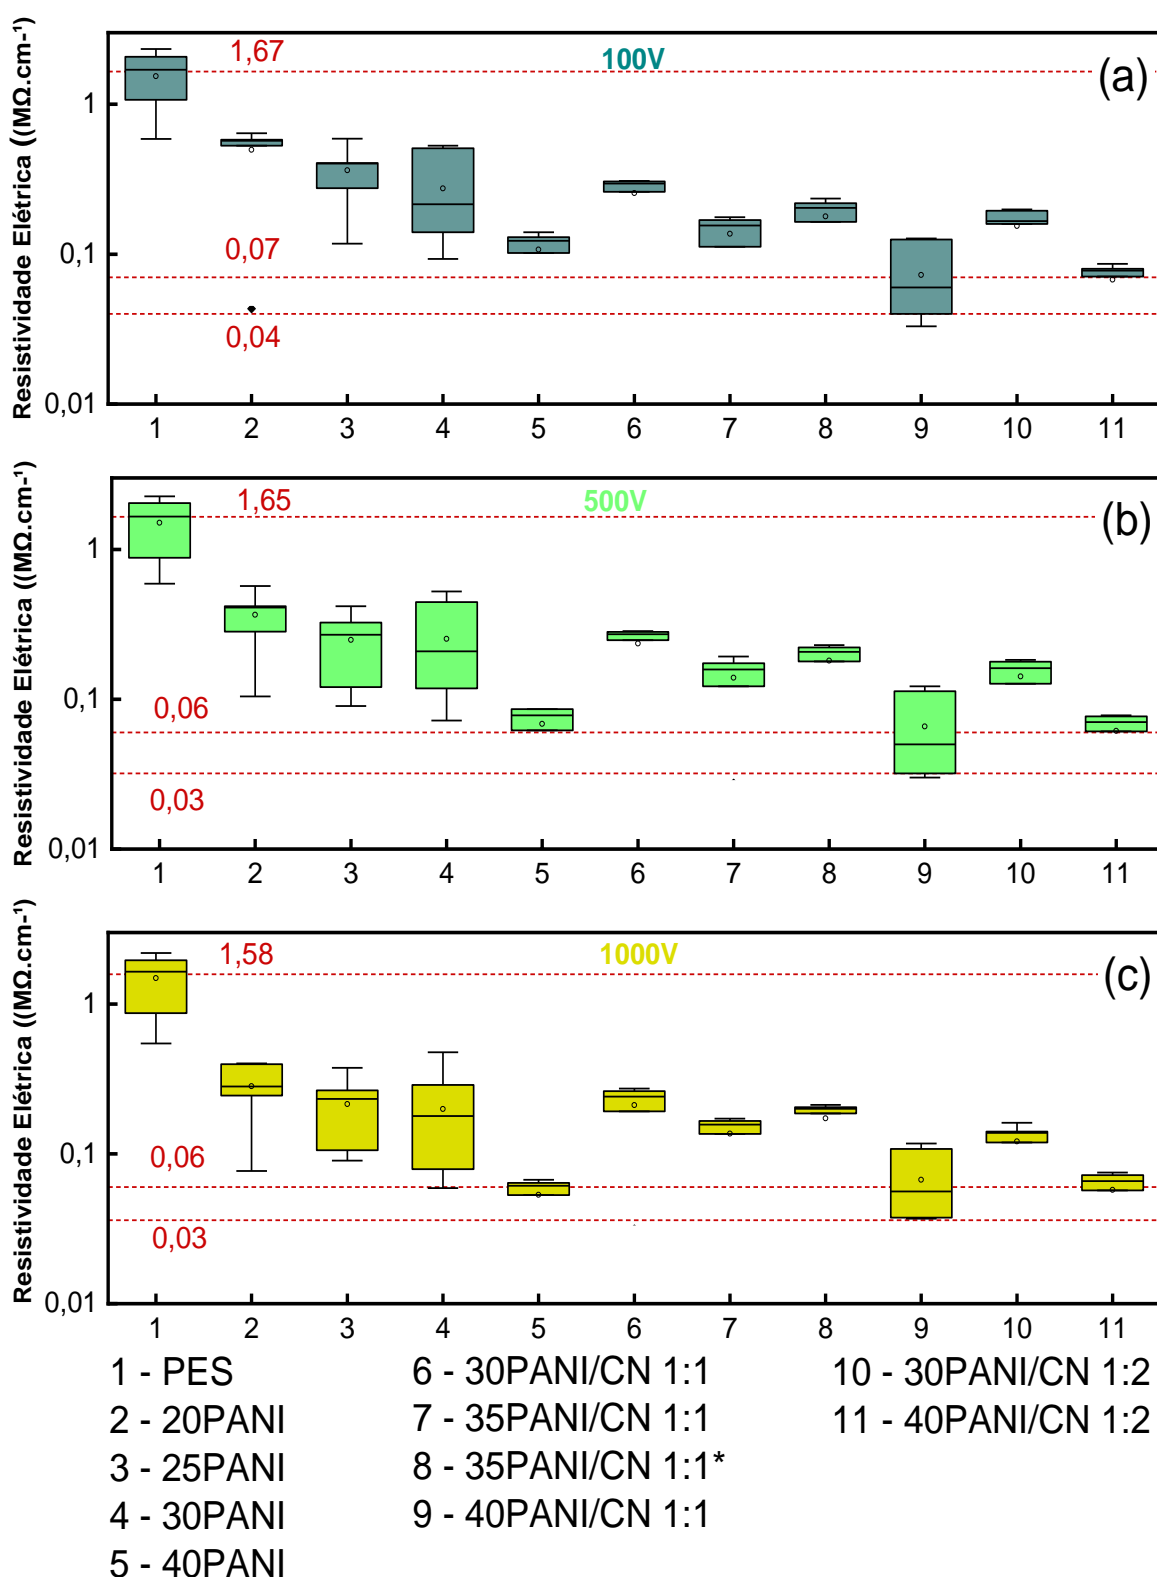 Resistividade Elétrica ((MΩ.cm-¹)
1,67
100V
(a)
1
0,1
0,07
0,04
0,01
1 2 3 4 5 6 7 8 9 10 11
Resistividade Elétrica ((MΩ.cm-¹)
1,65
500V
(b)
1
0,1
0,06
0,03
0,01
1 2 3 4 5 6 7 8 9 10 11
Resistividade Elétrica ((MΩ.cm-¹)
1,58
1000V
(c)
1
0,1
0,06
0,03
0,01
1 2 3 4 5 6 7 8 9 10 11
1 - PES
2 - 20PANI
3 - 25PANI
4 - 30PANI
5 - 40PANI
6 - 30PANI/CN 1:1
7 - 35PANI/CN 1:1
8 - 35PANI/CN 1:1*
9 - 40PANI/CN 1:1
10 - 30PANI/CN 1:2
11 - 40PANI/CN 1:2